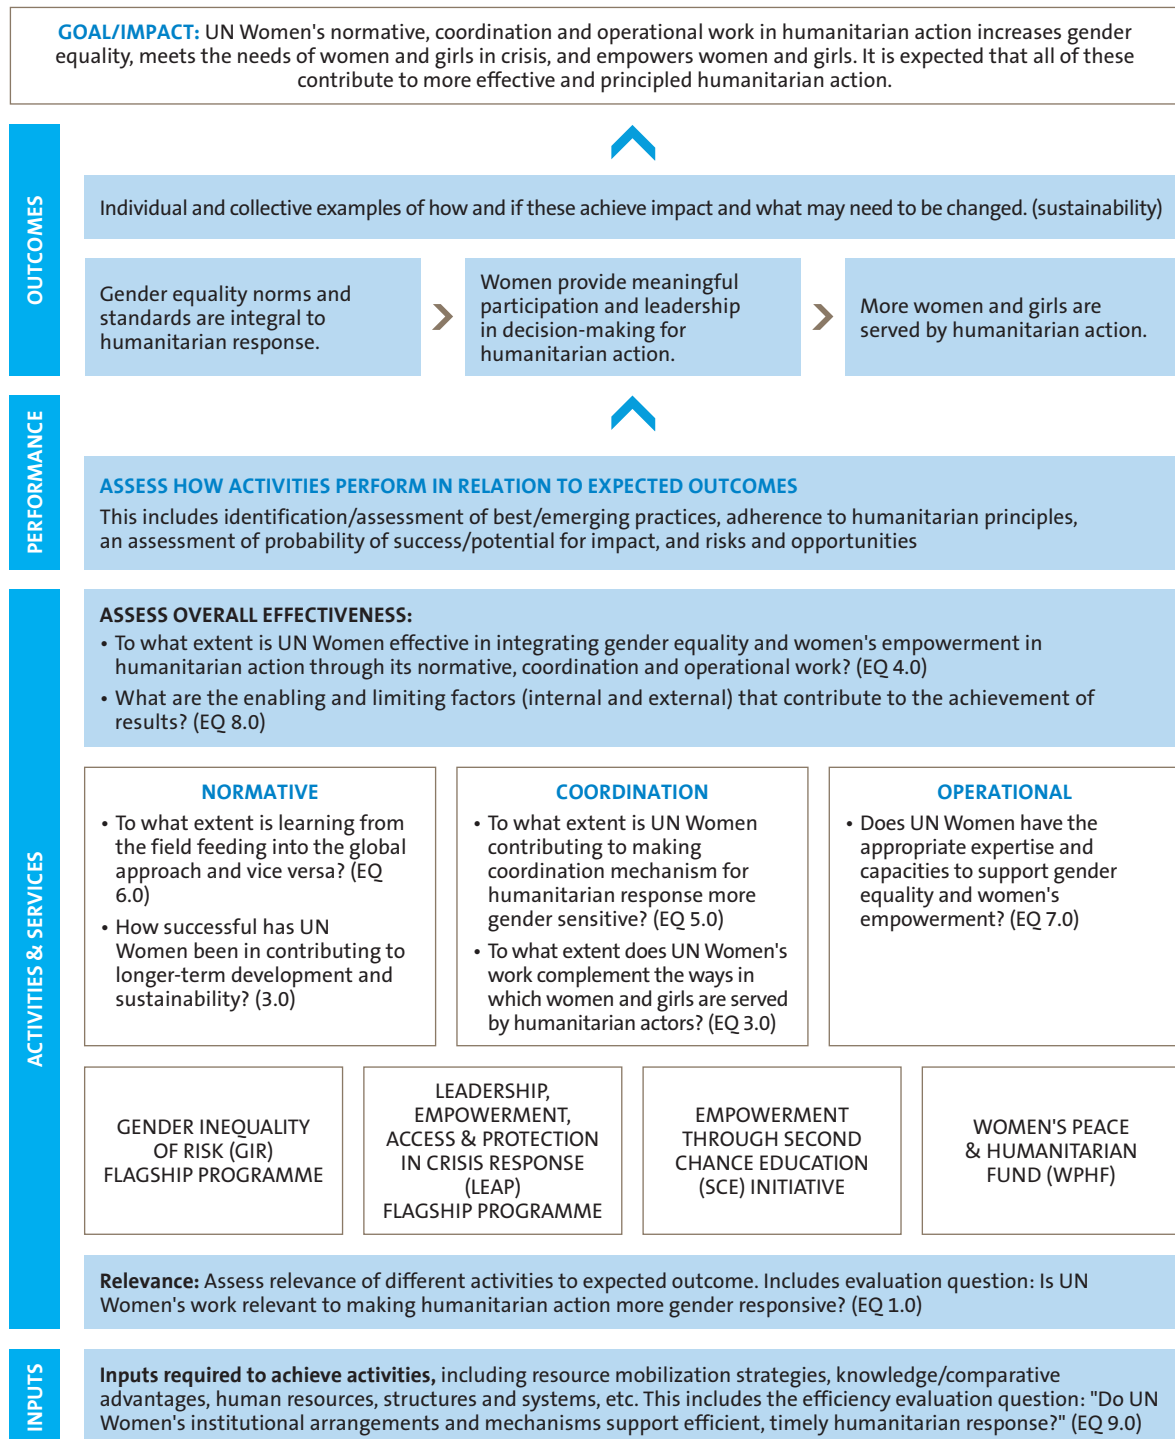 GOAL/IMPACT: UN Women's normative, coordination and operational work in humanitarian action increases gender
equality, meets the needs of women and girls in crisis, and empowers women and girls. It is expected that all of these
contribute to more effective and principled humanitarian action.
OUTCOMES
Individual and collective examples of how and if these achieve impact and what may need to be changed. (sustainability)
Gender equality norms and
standards are integral to
humanitarian response.
Women provide meaningful
participation and leadership
in decision-making for
humanitarian action.
More women and girls are
served by humanitarian action.
PERFORMANCE
ASSESS HOW ACTIVITIES PERFORM IN RELATION TO EXPECTED OUTCOMES
This includes identification/assessment of best/emerging practices, adherence to humanitarian principles,
an assessment of probability of success/potential for impact, and risks and opportunities
ACTIVITIES & SERVICES
ASSESS OVERALL EFFECTIVENESS:
• To what extent is UN Women effective in integrating gender equality and women's empowerment in
humanitarian action through its normative, coordination and operational work? (EQ 4.0)
• What are the enabling and limiting factors (internal and external) that contribute to the achievement of
results? (EQ 8.0)
NORMATIVE
• To what extent is learning from
the field feeding into the global
approach and vice versa? (EQ
6.0)
• How successful has UN
Women been in contributing to
longer-term development and
sustainability? (3.0)
COORDINATION
• To what extent is UN Women
contributing to making
coordination mechanism for
humanitarian response more
gender sensitive? (EQ 5.0)
• To what extent does UN Women's
work complement the ways in
which women and girls are served
by humanitarian actors? (EQ 3.0)
OPERATIONAL
• Does UN Women have the
appropriate expertise and
capacities to support gender
equality and women's
empowerment? (EQ 7.0)
GENDER INEQUALITY
OF RISK (GIR)
FLAGSHIP PROGRAMME
LEADERSHIP,
EMPOWERMENT,
ACCESS & PROTECTION
IN CRISIS RESPONSE
(LEAP)
FLAGSHIP PROGRAMME
EMPOWERMENT
THROUGH SECOND
CHANCE EDUCATION
(SCE) INITIATIVE
WOMEN'S PEACE
& HUMANITARIAN
FUND (WPHF)
Relevance: Assess relevance of different activities to expected outcome. Includes evaluation question: Is UN
Women's work relevant to making humanitarian action more gender responsive? (EQ 1.0)
INPUTS
Inputs required to achieve activities, including resource mobilization strategies, knowledge/comparative
advantages, human resources, structures and systems, etc. This includes the efficiency evaluation question: "Do UN
Women's institutional arrangements and mechanisms support efficient, timely humanitarian response?" (EQ 9.0)